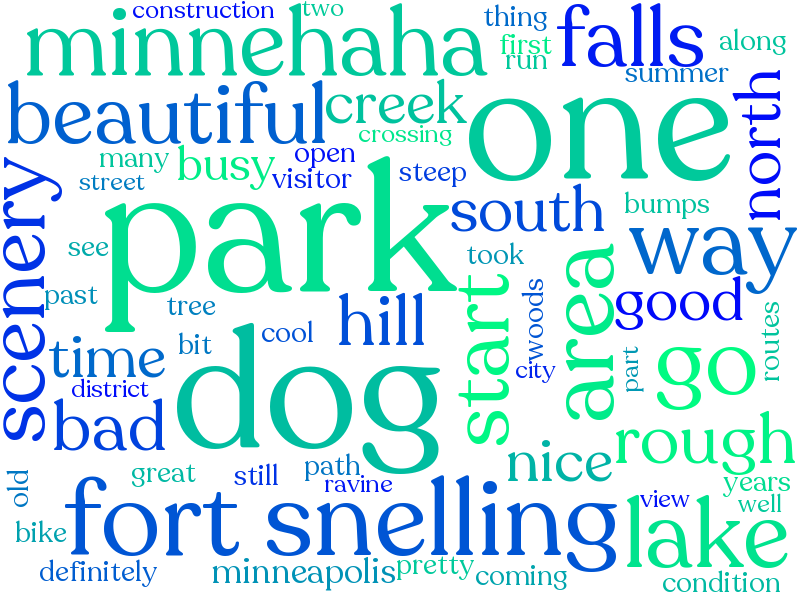 construction two
minnehaha
thing
falls
first
run
along
summer
beautiful
creek
crossing
one
north
many
busy
open
visitor
steep
street
scenery
park
south
bumps
see
took
way
past
tree
start
woods
area
good
hill
cool
bit
time
routes
district
dog
city
part
go
bad
rough
nice
old
great
still
path
ravine
years
view
well
bike
fort snelling
lake
definitely
minneapolis
pretty
coming
condition